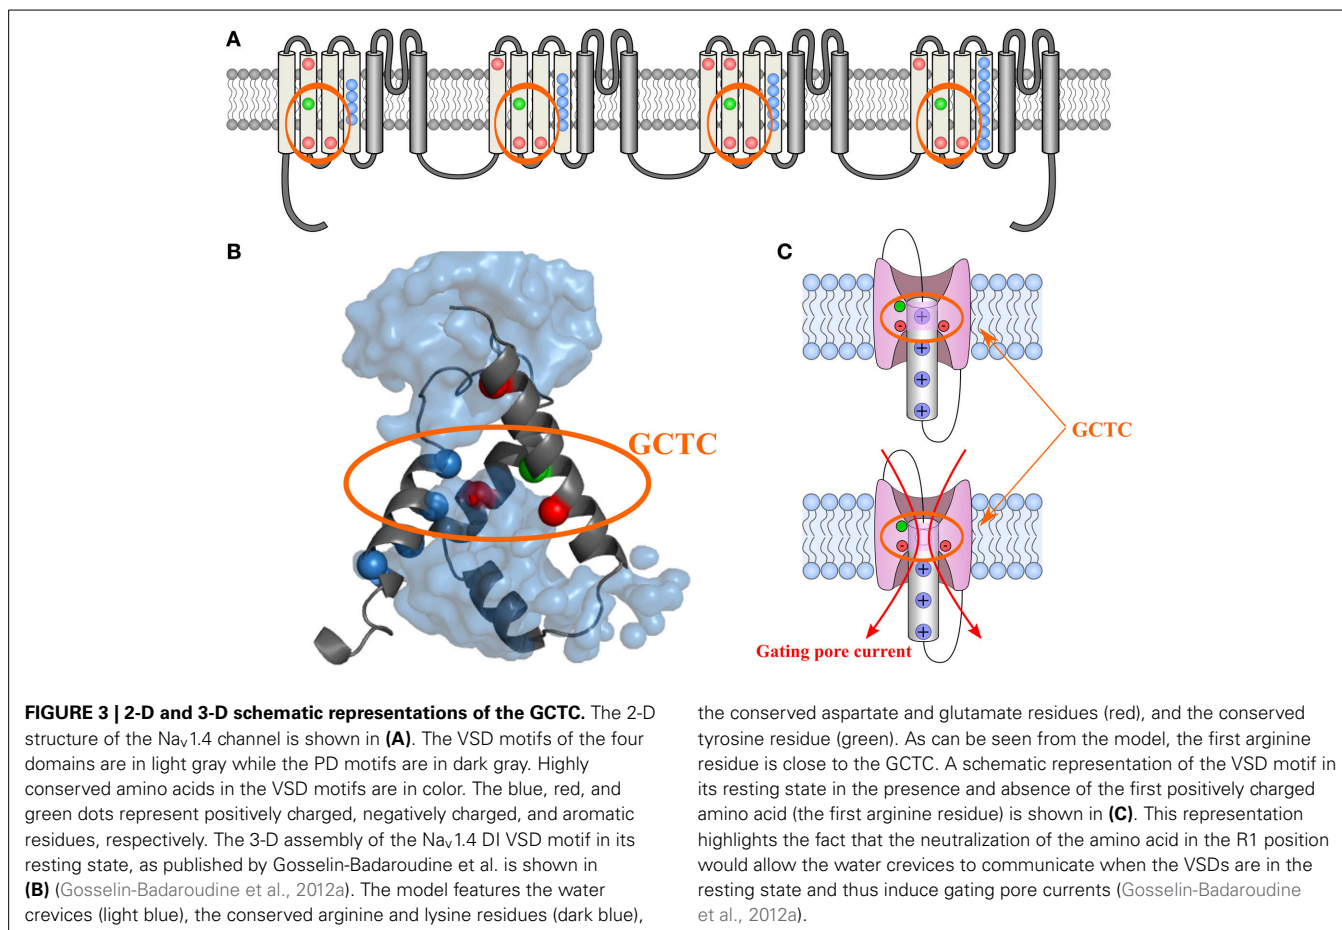 A
B
C
GCTC
GCTC
Gating pore current
FIGURE 3 | 2-D and 3-D schematic representations of the GCTC. The 2-D
structure of the Nav1.4 channel is shown in (A). The VSD motifs of the four
domains are in light gray while the PD motifs are in dark gray. Highly
conserved amino acids in the VSD motifs are in color. The blue, red, and
green dots represent positively charged, negatively charged, and aromatic
residues, respectively. The 3-D assembly of the Nav1.4 DI VSD motif in its
resting state, as published by Gosselin-Badaroudine et al. is shown in
(B) (Gosselin-Badaroudine et al., 2012a). The model features the water
crevices (light blue), the conserved arginine and lysine residues (dark blue),
the conserved aspartate and glutamate residues (red), and the conserved
tyrosine residue (green). As can be seen from the model, the first arginine
residue is close to the GCTC. A schematic representation of the VSD motif in
its resting state in the presence and absence of the first positively charged
amino acid (the first arginine residue) is shown in (C). This representation
highlights the fact that the neutralization of the amino acid in the R1 position
would allow the water crevices to communicate when the VSDs are in the
resting state and thus induce gating pore currents (Gosselin-Badaroudine
et al., 2012a).